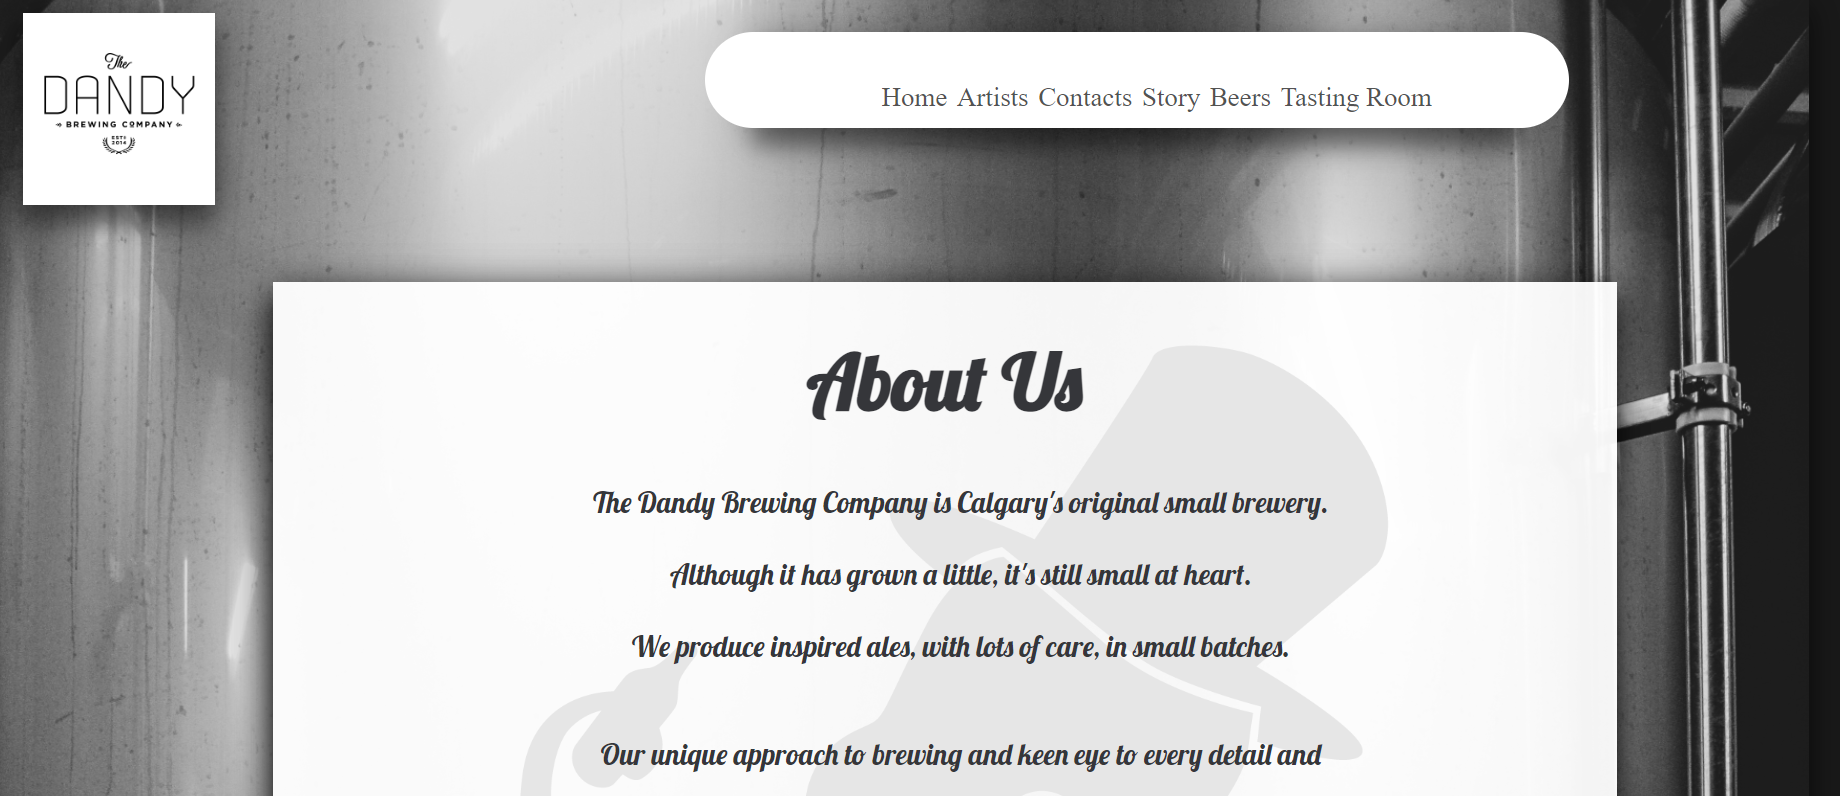 The
DANDY
BREWING COMPANY
ESTD
2014
Home Artists Contacts Story Beers Tasting Room
About Us
The Dandy Brewing Company is Calgary's original small brewery.
Although it has grown a little, it's still small at heart.
We produce inspired ales, with lots of care, in small batches.
Our unique approach to brewing and keen eye to every detail and